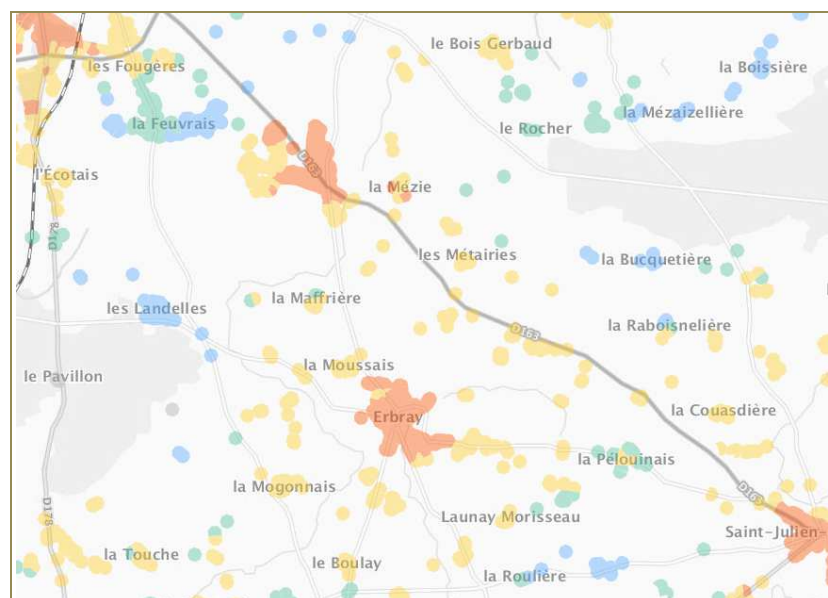 le Bois Gerbaud
les Fougères
la Boissière
la Mézaizellière
la Feuvrais
le Rocher
D163
l'Écotais
la Mézie
D178
les Métairies
la Bucquetière
la Maffrière
les Landelles
la Raboisnelière
D163
la Moussais
le Pavillon
Erbray
la Couasdière
la Pélouinais
la Mogonnais
D163
D178
Launay Morisseau
Saint-Julien-
la Touche
le Boulay
la Roulière